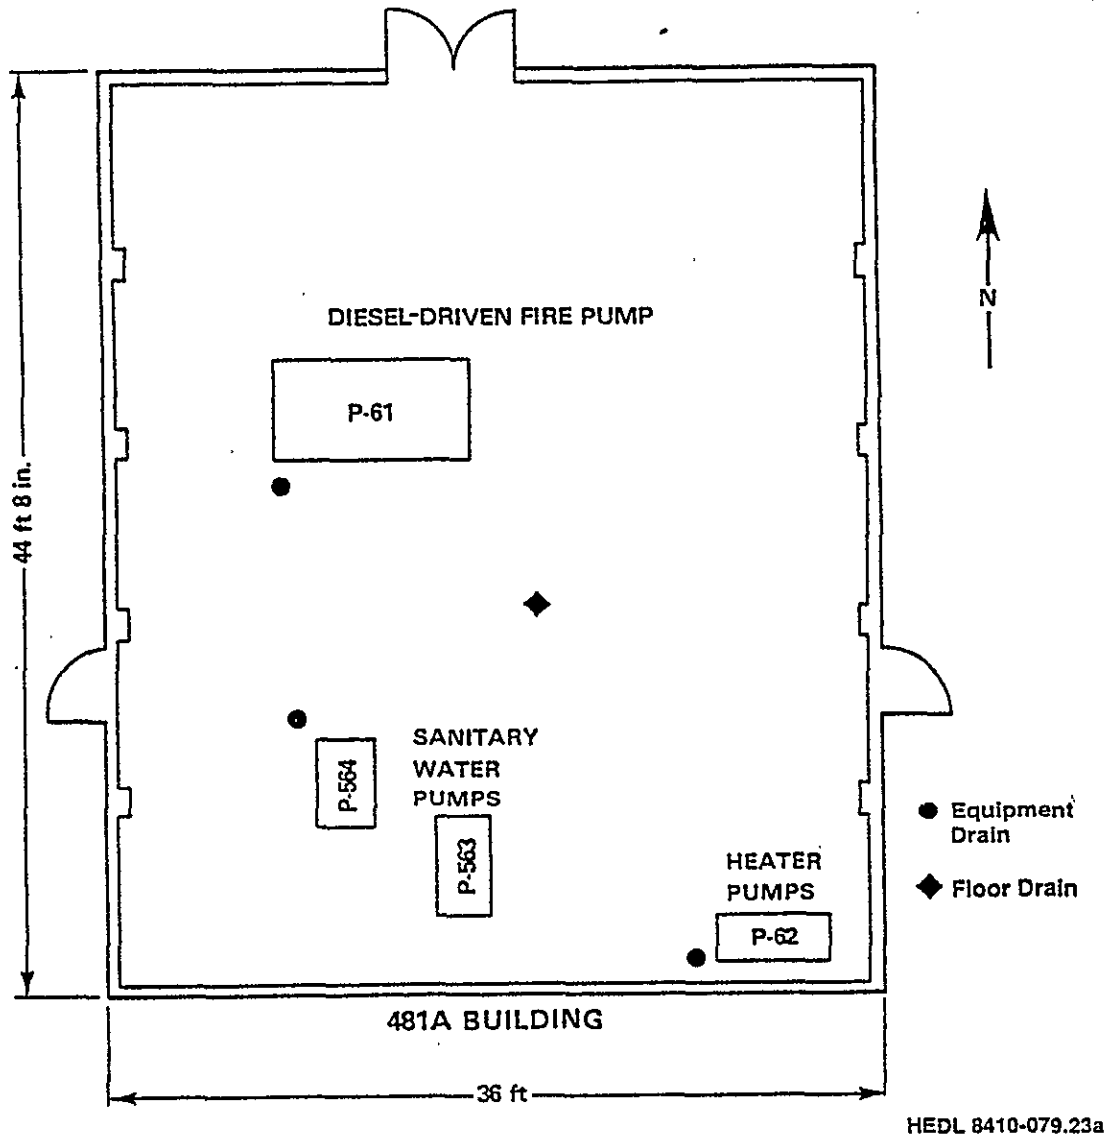 N
DIESEL-DRIVEN FIRE PUMP
P-61
44 ft 8 in.
SANITARY
WATER
PUMPS
P-564
P-563
HEATER
PUMPS
P-62
Equipment
Drain
Floor Drain
481A BUILDING
36 ft
HEDL 8410-079.23a